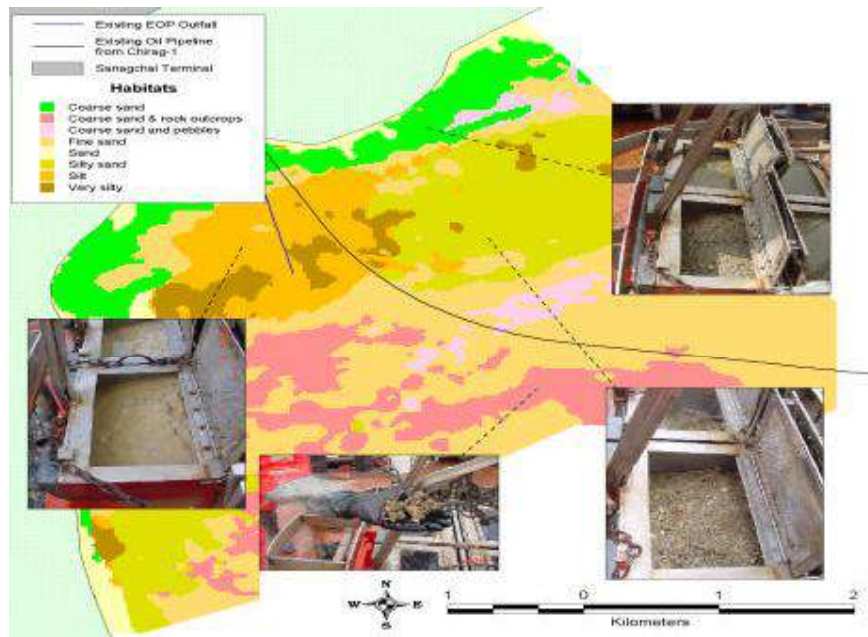 Existing EOP Outfall
Existing Oil Pipeline
from Chirag-1
Sanagchal Terminal
Habitats
Coarse sand
Coarse sand & rock outcrops
Coarse sand and pebbles
Fine sand
Sand
Silty sand
Silt
Very silty
N
W E
S
1 0 1 2
Kilometers